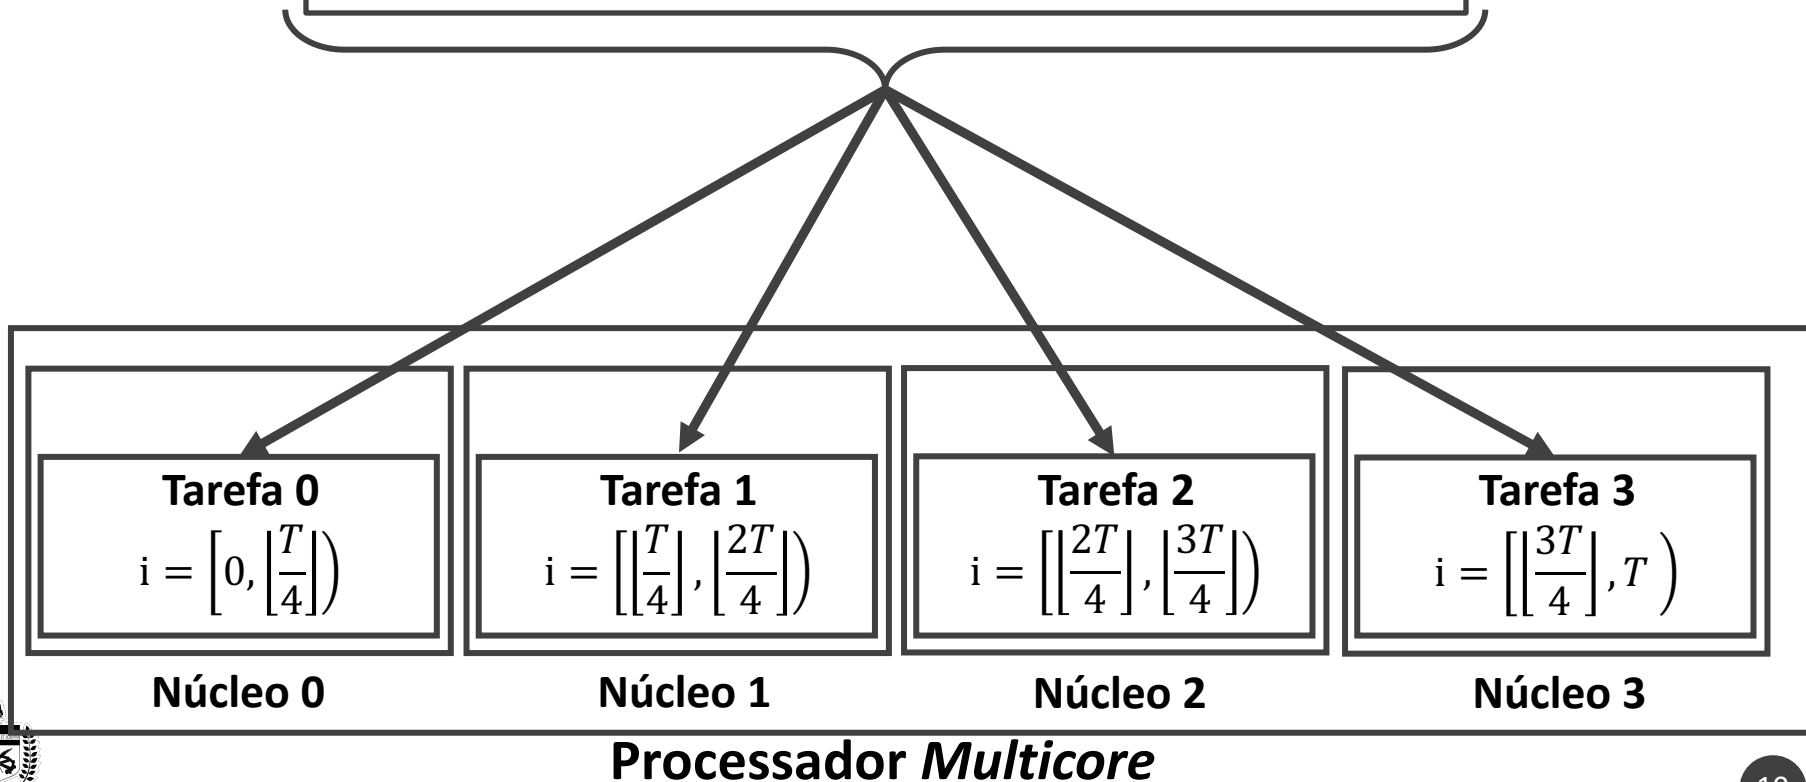 Tarefa 0
Tarefa 1
Tarefa 2
Tarefa 3
i = [0, ⌊T/4⌋)
i = [⌊T/4⌋, ⌊2T/4⌋)
i = [⌊2T/4⌋, ⌊3T/4⌋)
i = [⌊3T/4⌋, T )
Núcleo 0
Núcleo 1
Núcleo 2
Núcleo 3
Processador Multicore